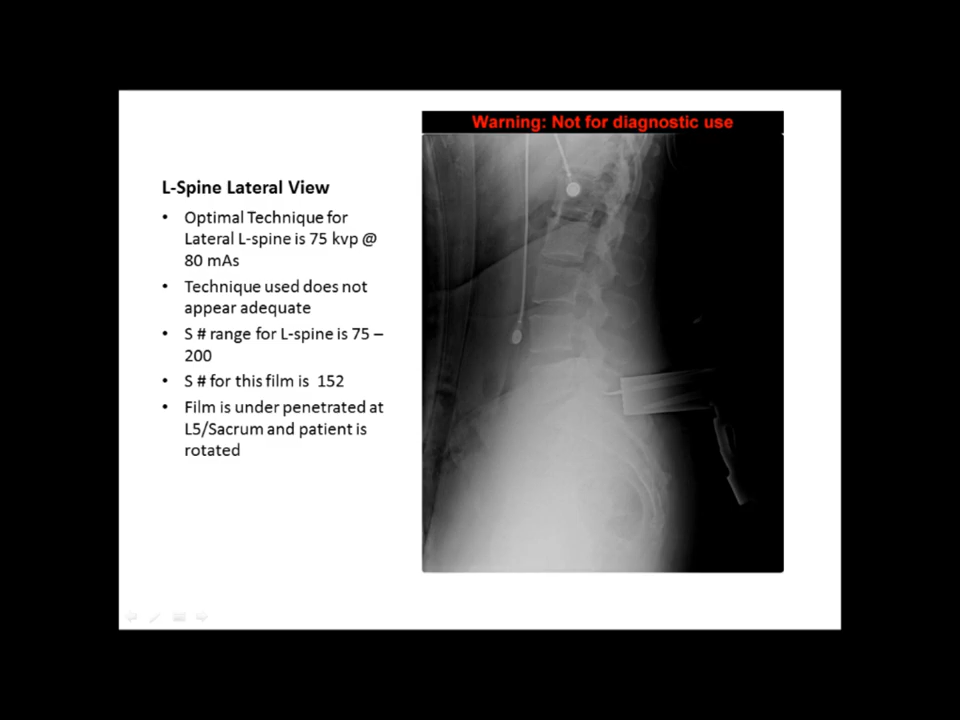 Warning: Not for diagnostic use
L-Spine Lateral View
• Optimal Technique for
Lateral L-spine is 75 kvp @
80 mAs
• Technique used does not
appear adequate
• S # range for L-spine is 75 –
200
• S # for this film is  152
• Film is under penetrated at
L5/Sacrum and patient is
rotated